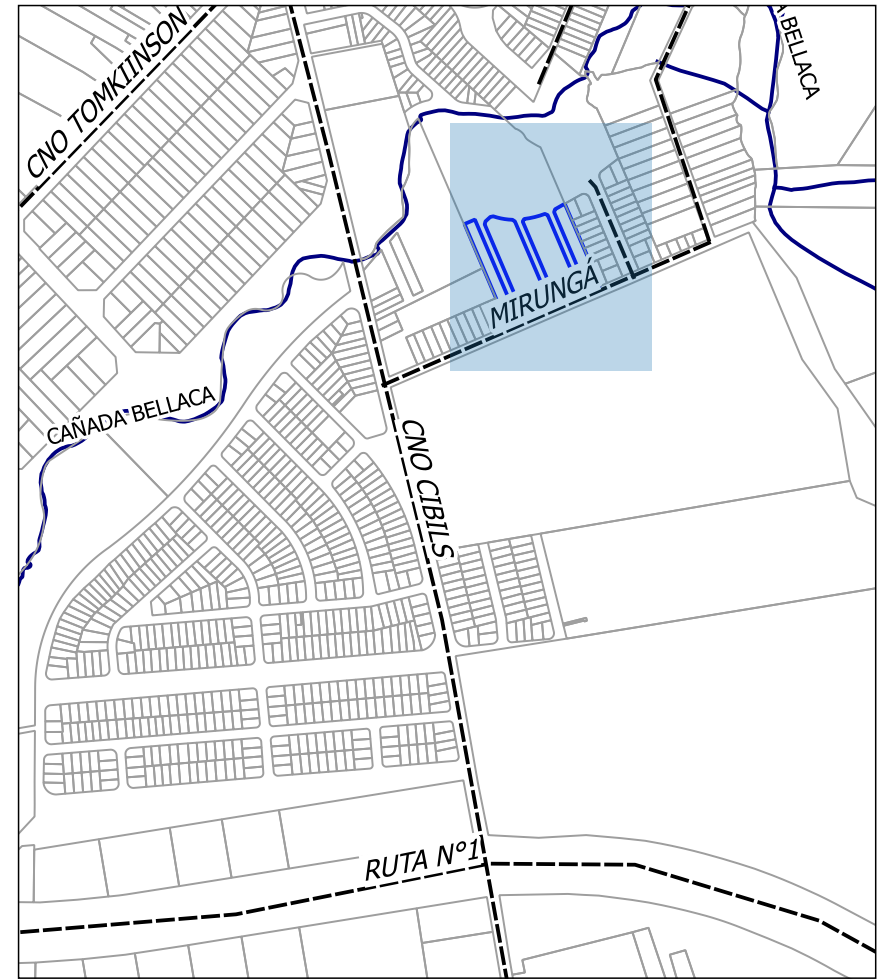 CNO TOMKIINSON
A.BELLACA
MIRUNGÁ
CAÑADA BELLACA
CNO CIBILS
RUTA N°1